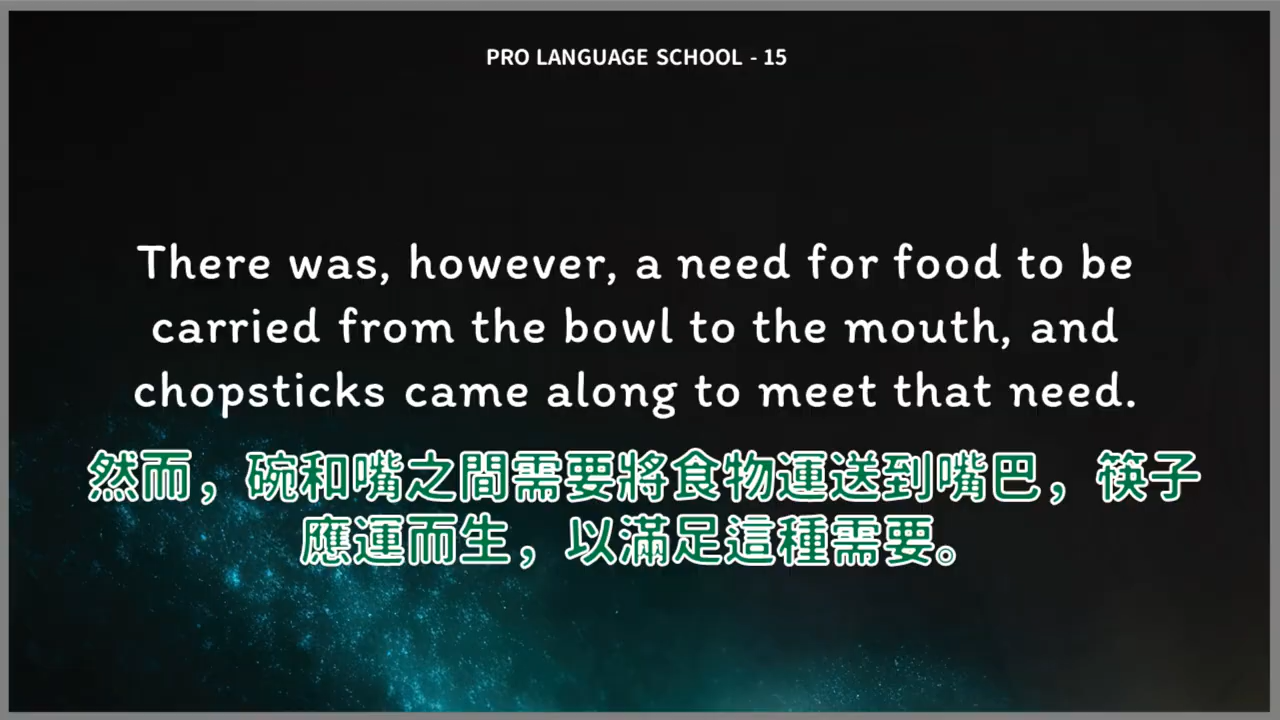 PRO LANGUAGE SCHOOL - 15
There was, however, a need for food to be
carried from the bowl to the mouth, and
chopsticks came along to meet that need.
然而，碗和嘴之間需要將食物運送到嘴巴，筷子
應運而生，以滿足這種需要。